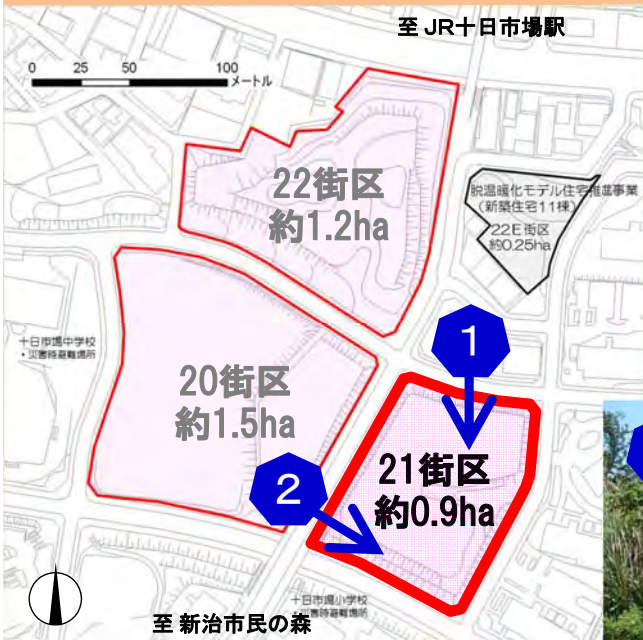 至 JR十日市場駅
0 25 50 100
メートル
22街区
約1.2ha
脱温暖化モデル住宅推進事業
(新築住宅11棟)
22E街区
約0.25ha
1
十日市場中学校
・災害時避難場所
20街区
約1.5ha
21街区
約0.9ha
2
十日市場小学校
・災害時避難場所
至 新治市民の森